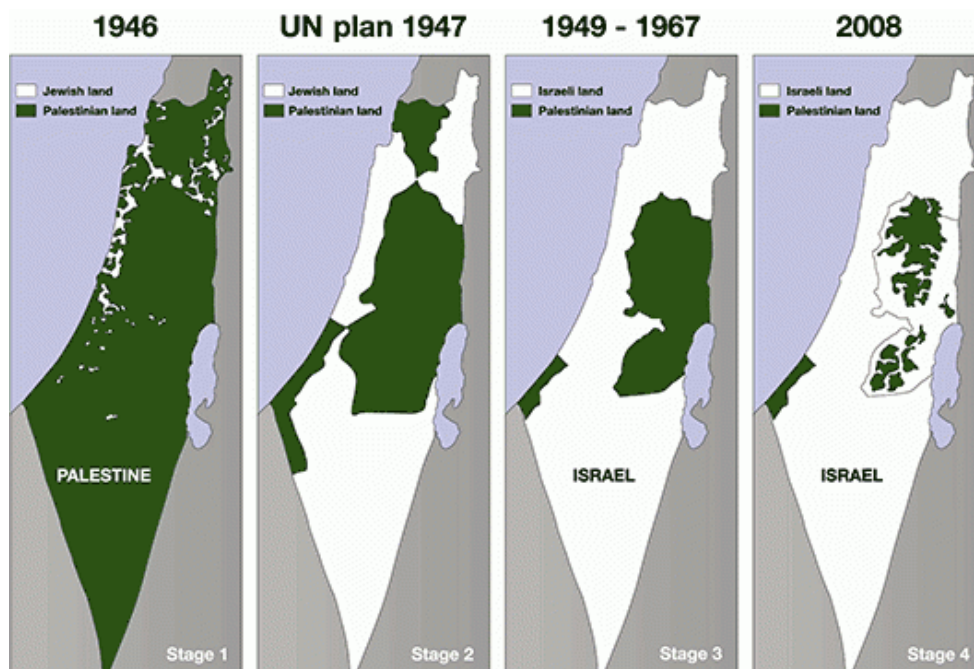 1946
Jewish land
Palestinian land
PALESTINE
Stage 1
UN plan 1947
Jewish land
Palestinian land
Stage 2
1949 - 1967
Israeli land
Palestinian land
ISRAEL
Stage 3
2008
Israeli land
Palestinian land
ISRAEL
Stage 4